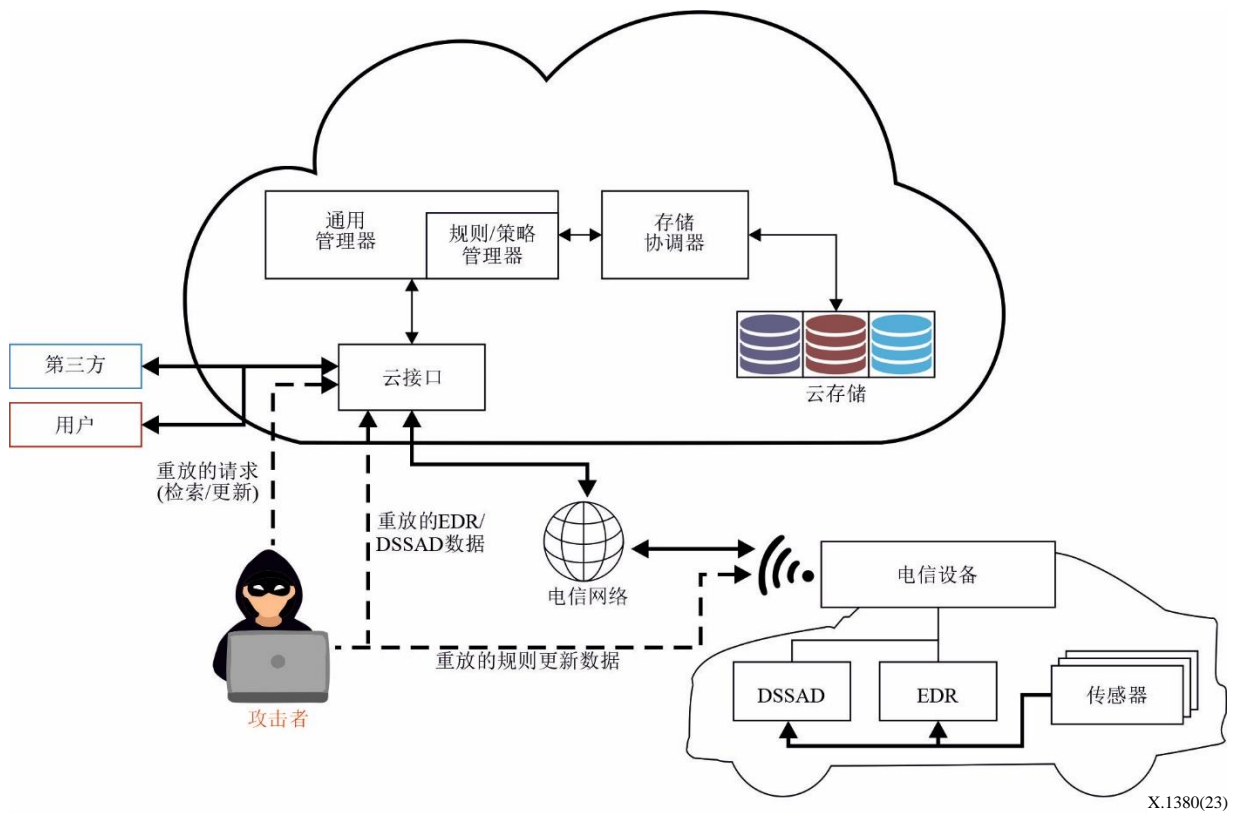 通用
管理器
规则/策略
管理器
存储
协调器
云存储
第三方
云接口
用户
重放的请求
(检索/更新)
重放的EDR/
DSSAD数据
电信网络
电信设备
重放的规则更新数据
DSSAD
EDR
传感器
攻击者
X.1380(23)